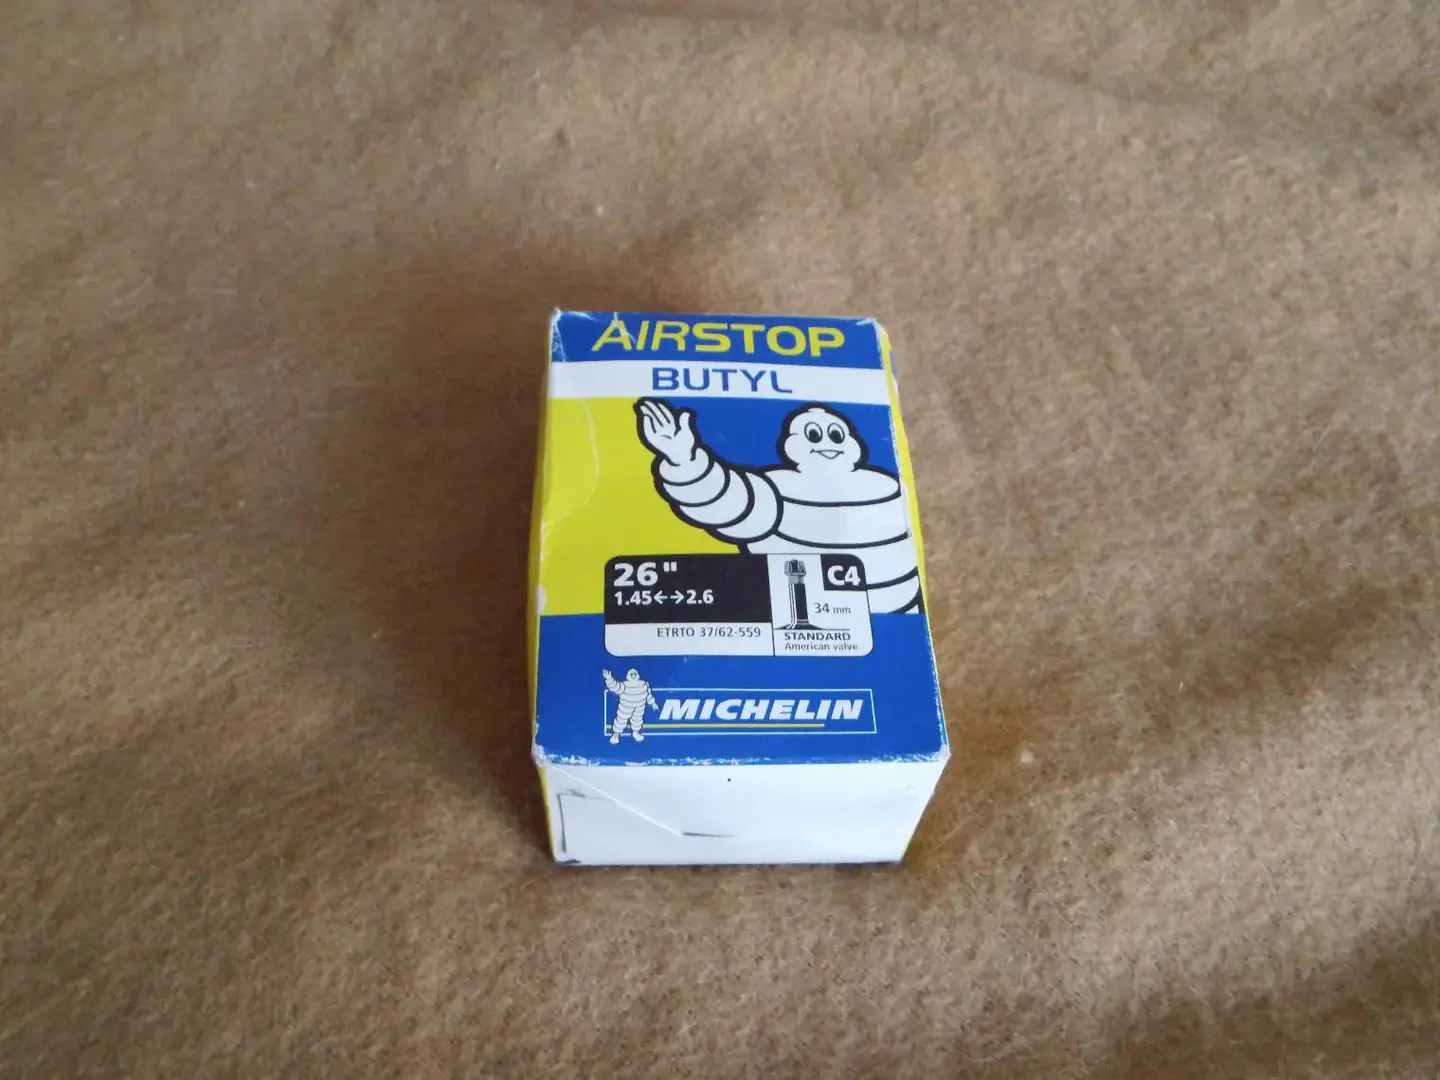 AIRSTOP
BUTYL
26"
1.45←→2.6
ETRTO 37/62-559
C4
34 mm
STANDARD
American valve
MICHELIN